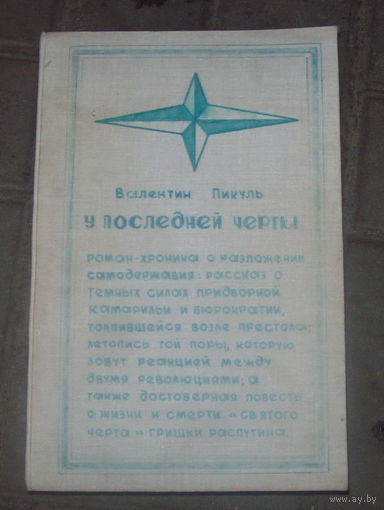 Валентин Пикуль
У последней черты
роман-хроника о разложении
самодержавия: рассказ о
темных силах придворной
камарильи и бюрократии,
толпившейся возле престола;
летопись той поры, которую
зовут реакцией между
двумя революциями; а
также достоверная повесть
о жизни и смерти «святого
черта» Гришки Распутина.
www.ay.by